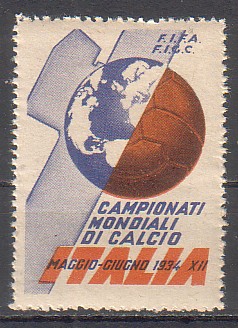 F.I.F.A.
F.I.G.C.
CAMPIONATI
MONDIALI
DI CALCIO
ITALIA
MAGGIO-GIUGNO 1934 XII